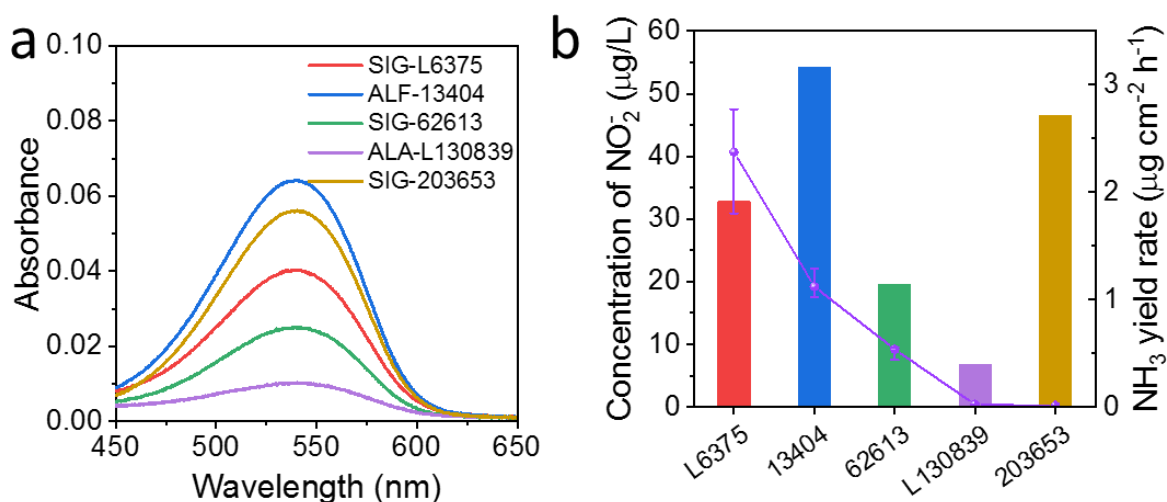 a
0.10
0.08
0.06
0.04
0.02
0.00
Absorbance
450
500
550
600
650
Wavelength (nm)
SIG-L6375
ALF-13404
SIG-62613
ALA-L130839
SIG-203653
b
60
50
40
30
20
10
0
Concentration of NO₂⁻ (μg/L)
3
2
1
0
NH₃ yield rate (μg cm⁻² h⁻¹)
L6375
13404
62613
L130839
203653